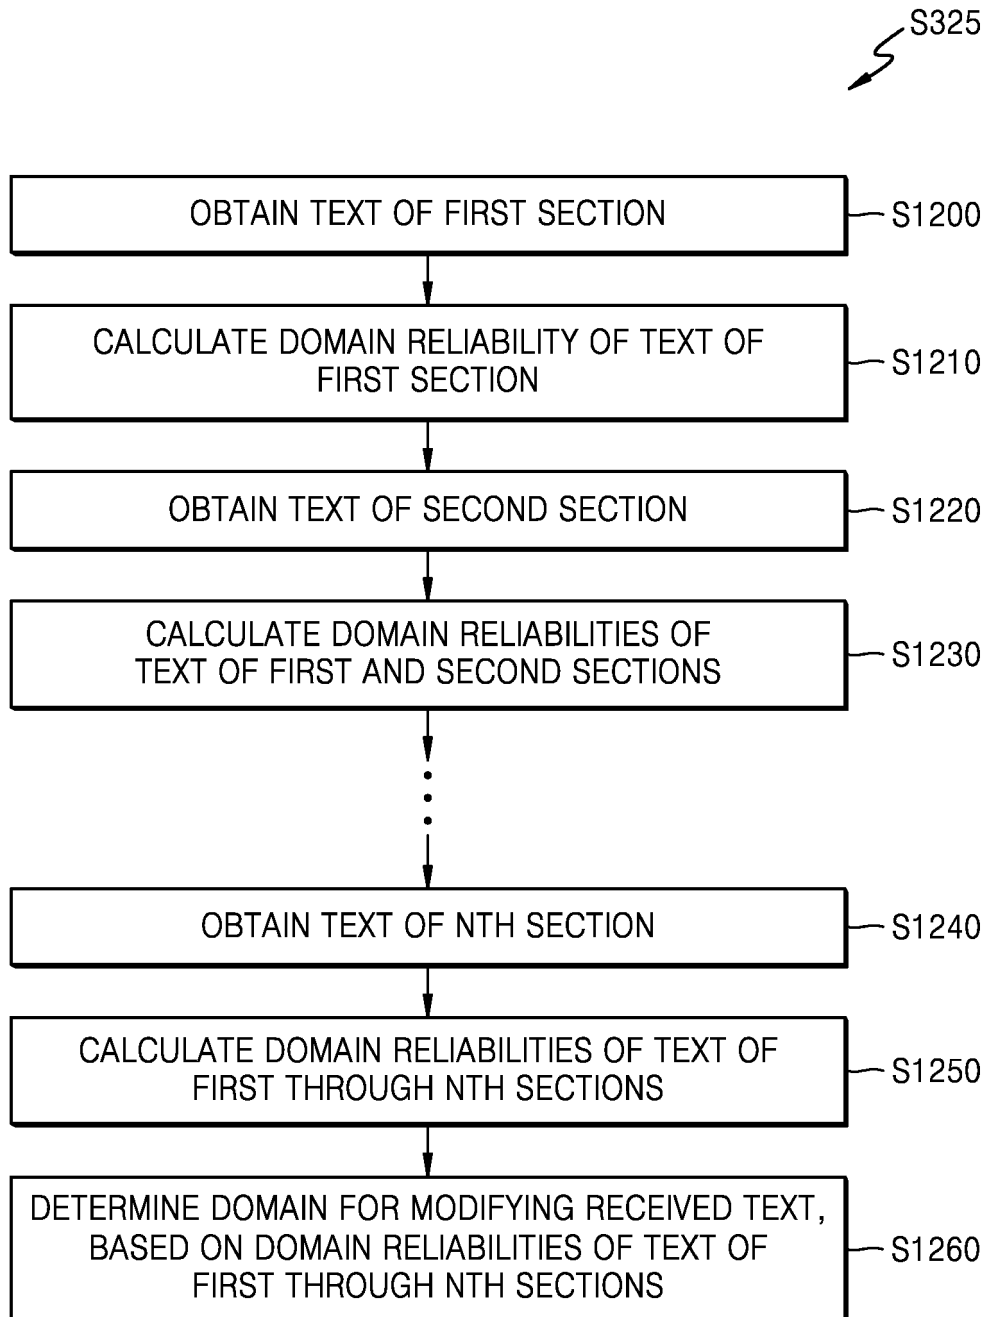 S325
OBTAIN TEXT OF FIRST SECTION
S1200
CALCULATE DOMAIN RELIABILITY OF TEXT OF
FIRST SECTION
S1210
OBTAIN TEXT OF SECOND SECTION
S1220
CALCULATE DOMAIN RELIABILITIES OF
TEXT OF FIRST AND SECOND SECTIONS
S1230
OBTAIN TEXT OF NTH SECTION
S1240
CALCULATE DOMAIN RELIABILITIES OF TEXT OF
FIRST THROUGH NTH SECTIONS
S1250
DETERMINE DOMAIN FOR MODIFYING RECEIVED TEXT,
BASED ON DOMAIN RELIABILITIES OF TEXT OF
FIRST THROUGH NTH SECTIONS
S1260